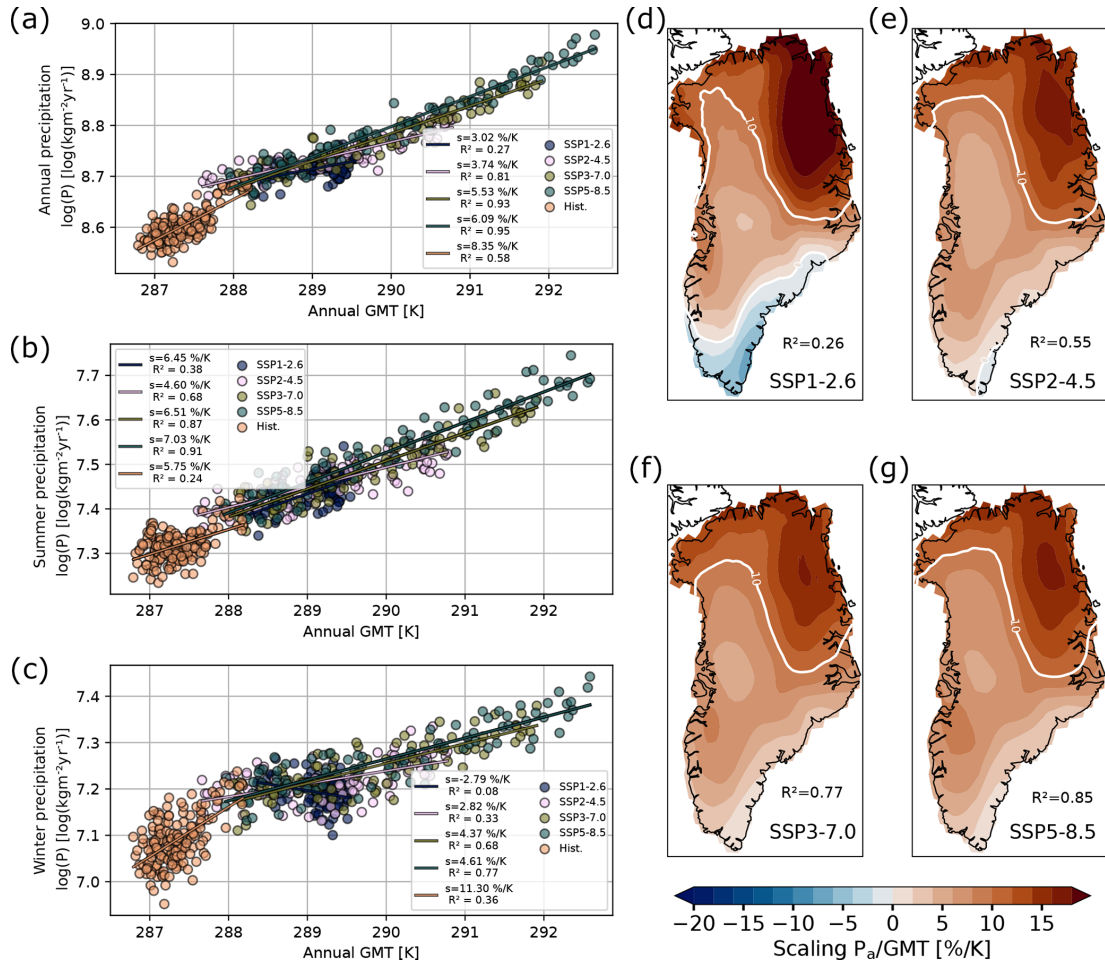 (a)
Annual precipitation
log(P) [log(kgm⁻²yr⁻¹)]
9.0
8.9
8.8
8.7
8.6
s=3.02 %/K
R² = 0.27
s=3.74 %/K
R² = 0.81
s=5.53 %/K
R² = 0.93
s=6.09 %/K
R² = 0.95
s=8.35 %/K
R² = 0.58
SSP1-2.6
SSP2-4.5
SSP3-7.0
SSP5-8.5
Hist.
287 288 289 290 291 292
Annual GMT [K]
(b)
Summer precipitation
log(P) [log(kgm⁻²yr⁻¹)]
7.7
7.6
7.5
7.4
7.3
s=6.45 %/K
R² = 0.38
s=4.60 %/K
R² = 0.68
s=6.51 %/K
R² = 0.87
s=7.03 %/K
R² = 0.91
s=5.75 %/K
R² = 0.24
SSP1-2.6
SSP2-4.5
SSP3-7.0
SSP5-8.5
Hist.
287 288 289 290 291 292
Annual GMT [K]
(c)
Winter precipitation
log(P) [log(kgm⁻²yr⁻¹)]
7.4
7.3
7.2
7.1
7.0
s=-2.79 %/K
R² = 0.08
s=2.82 %/K
R² = 0.33
s=4.37 %/K
R² = 0.68
s=4.61 %/K
R² = 0.77
s=11.30 %/K
R² = 0.36
SSP1-2.6
SSP2-4.5
SSP3-7.0
SSP5-8.5
Hist.
287 288 289 290 291 292
Annual GMT [K]
(d)
10
R²=0.26
SSP1-2.6
(e)
10
R²=0.55
SSP2-4.5
(f)
10
R²=0.77
SSP3-7.0
(g)
10
R²=0.85
SSP5-8.5
−20 −15 −10 −5 0 5 10 15
Scaling Pₐ/GMT [%/K]